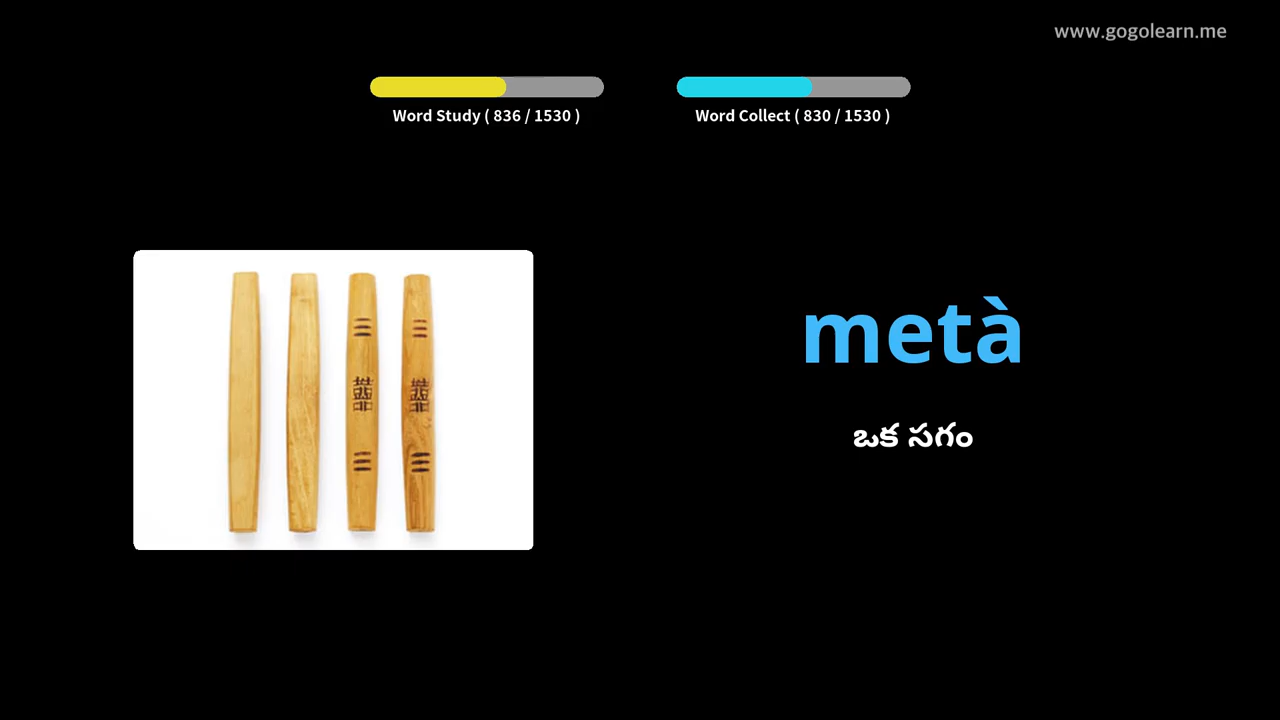 www.gogolearn.me
Word Study ( 836 / 1530 )
Word Collect ( 830 / 1530 )
metà
ఒక సగం